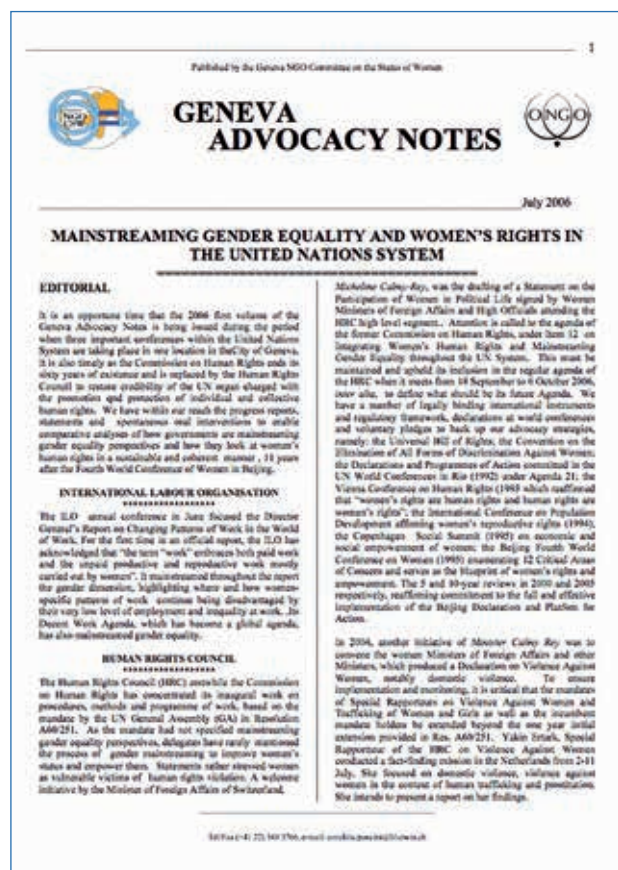 1
Published by the Geneva NGO Committee on the Status of Women
NGO
GENEVA
ADVOCACY NOTES
ONGO
July 2006
MAINSTREAMING GENDER EQUALITY AND WOMEN'S RIGHTS IN
THE UNITED NATIONS SYSTEM
EDITORIAL
It is an opportune time that the 2006 first volume of the
Geneva Advocacy Notes is being issued during the period
when three important conferences within the United Nations
System are taking place in one location in theCity of Geneva.
It is also timely as the Commission on Human Rights ends its
sixty years of existence and is replaced by the Human Rights
Council to restore credibility of the UN organ charged with
the promotion and protection of individual and collective
human rights. We have within our reach the progress reports,
statements and spontaneous oral interventions to enable
comparative analyses of how governments are mainstreaming
gender equality perspectives and how they look at women's
human rights in a sustainable and coherent manner , 11 years
after the Fourth World Conference of Women in Beijing.
INTERNATIONAL LABOUR ORGANISATION
The ILO annual conference in June focused the Director
General's Report on Changing Patterns of Work in the World
of Work. For the first time in an official report, the ILO has
acknowledged that "the term "work" embraces both paid work
and the unpaid productive and reproductive work mostly
carried out by women". It mainstreamed throughout the report
the gender dimension, highlighting where and how women-
specific patterns of work continue being disadvantaged by
their very low level of employment and inequality at work. Its
Decent Work Agenda, which has become a global agenda,
has also mainstreamed gender equality.
HUMAN RIGHTS COUNCIL
The Human Rights Council (HRC) erstwhile the Commission
on Human Rights has concentrated its inaugural work on
procedures, methods and programme of work, based on the
mandate by the UN General Assembly (GA) in Resolution
A60/251. As the mandate had not specified mainstreaming
gender equality perspectives, delegates have rarely mentioned
the process of gender mainstreaming to improve women's
status and empower them. Statements rather stressed women
as vulnerable victims of human rights violation. A welcome
initiative by the Minister of Foreign Affairs of Switzerland,
Micheline Calmy-Rey, was the drafting of a Statement on the
Participation of Women in Political Life signed by Women
Ministers of Foreign Affairs and High Officials attending the
HRC high level segment. Attention is called to the agenda of
the former Commission on Human Rights, under Item 12 on
Integrating Women's Human Rights and Mainstreaming
Gender Equality throughout the UN System. This must be
maintained and upheld its inclusion in the regular agenda of
the HRC when it meets from 18 September to 6 October 2006,
inter alia, to define what should be its future Agenda. We
have a number of legally binding international instruments
and regulatory framework, declarations at world conferences
and voluntary pledges to back up our advocacy strategies,
namely: the Universal Bill of Rights; the Convention on the
Elimination of All Forms of Discrimination Against Women;
the Declarations and Programmes of Action committed in the
UN World Conferences in Rio (1992) under Agenda 21; the
Vienna Conference on Human Rights (1993 which reaffirmed
that "women's rights are human rights and human rights are
women's rights"; the International Conference on Population
Development affirming women's reproductive rights (1994);
the Copenhagen Social Summit (1995) on economic and
social empowerment of women; the Beijing Fourth World
Conference on Women (1995) enumerating 12 Critical Areas
of Concern and serves as the blueprint of women's rights and
empowerment. The 5 and 10-year reviews in 2000 and 2005
respectively, reaffirming commitment to the full and effective
implementation of the Beijing Declaration and Platform for
Action.
In 2004, another initiative of Minister Calmy Rey was to
convene the women Ministers of Foreign Affairs and other
Ministers, which produced a Declaration on Violence Against
Women, notably domestic violence. To ensure
implementation and monitoring, it is critical that the mandates
of Special Rapporteurs on Violence Against Women and
Trafficking of Women and Girls as well as the incumbent
mandate holders be extended beyond the one year initial
extension provided in Res. A60/251. Yakin Erturk, Special
Rapporteur of the HRC on Violence Against Women
conducted a fact-finding mission in the Netherlands from 2-11
July. She focused on domestic violence, violence against
women in the context of human trafficking and prostitution.
She intends to present a report on her findings.